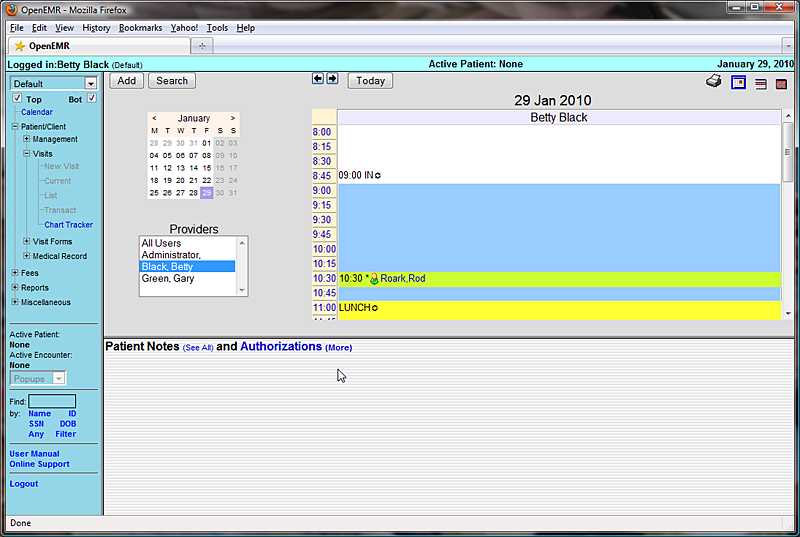 OpenEMR - Mozilla Firefox
File Edit View History Bookmarks Yahoo! Tools Help
OpenEMR
Logged in:Betty Black (Default) Active Patient: None January 29, 2010
Default
Top Bot
Calendar
Patient/Client
Management
Visits
New Visit
Current
List
Transact
Chart Tracker
Visit Forms
Medical Record
Fees
Reports
Miscellaneous
Active Patient:
None
Active Encounter:
None
Popups
Find:
by: Name ID
SSN DOB
Any Filter
User Manual
Online Support
Logout
Add Search Today
< January >
M T W T F S S
28 29 30 31 01 02 03
04 05 06 07 08 09 10
11 12 13 14 15 16 17
18 19 20 21 22 23 24
25 26 27 28 29 30 31
Providers
All Users
Administrator,
Black, Betty
Green, Gary
29 Jan 2010
Betty Black
8:00
8:15
8:30
8:45 09:00 IN
9:00
9:15
9:30
9:45
10:00
10:15
10:30 10:30 * Roark,Rod
10:45
11:00 LUNCH
11:15
Patient Notes (See All) and Authorizations (More)
Done